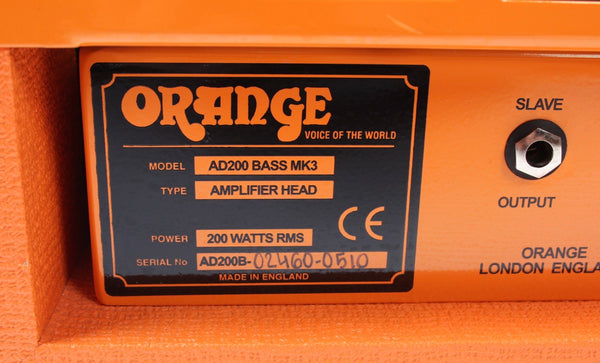 ORANGE
VOICE OF THE WORLD
MODEL AD200 BASS MK3
TYPE AMPLIFIER HEAD
CE
POWER 200 WATTS RMS
SERIAL No AD200B-02460-0510
MADE IN ENGLAND
SLAVE
OUTPUT
ORANGE
LONDON ENGLA